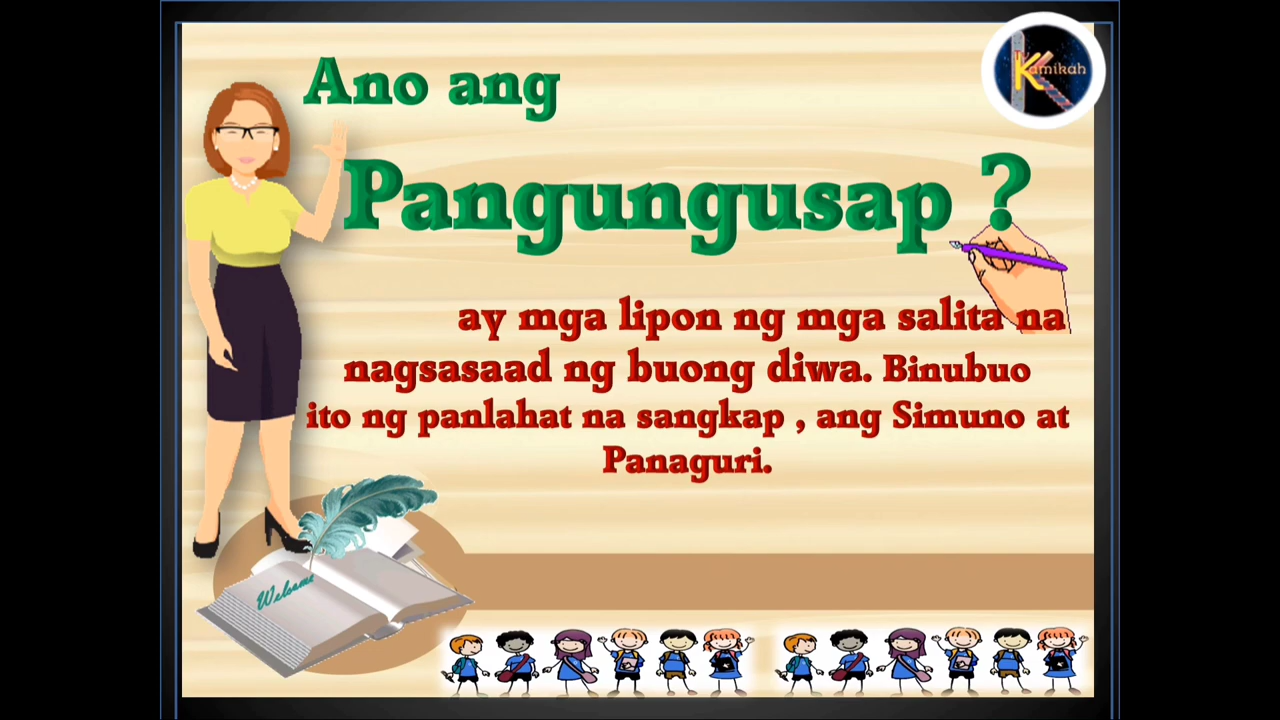 Ano ang
Pangungusap ?
ay mga lipon ng mga salita na
nagsasaad ng buong diwa. Binubuo
ito ng panlahat na sangkap , ang Simuno at
Panaguri.
Welcome
Kamikah